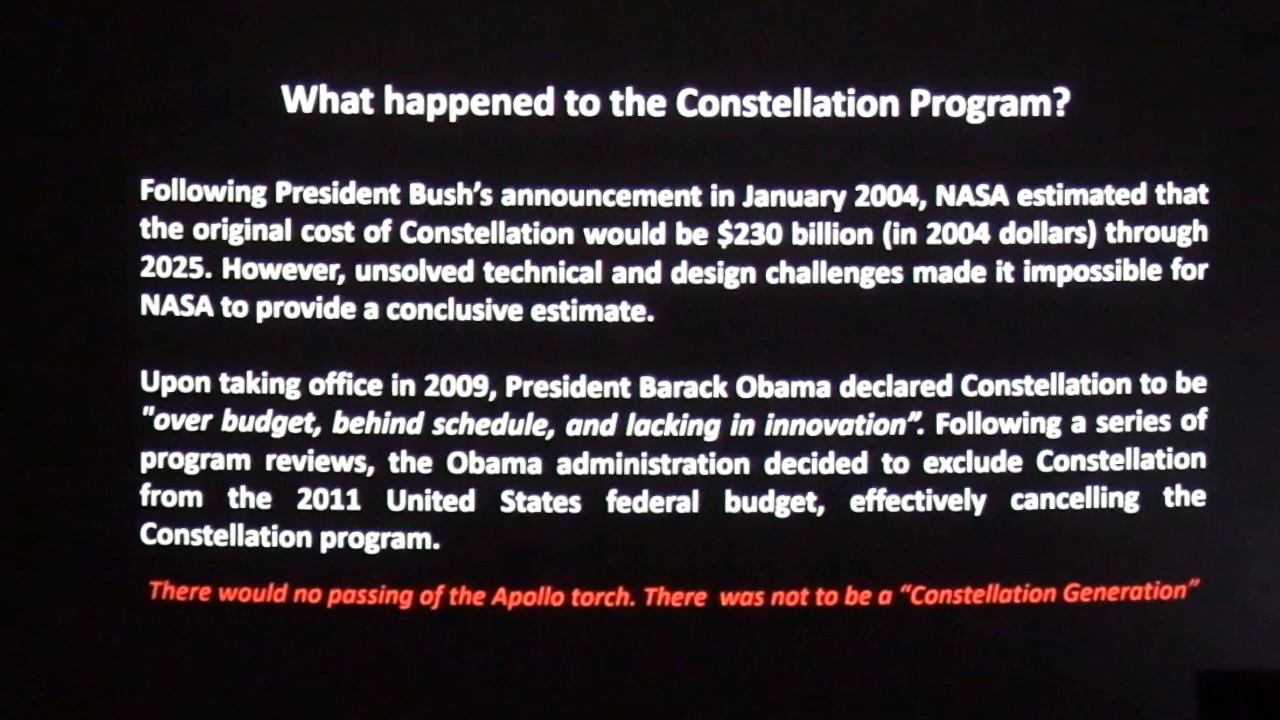 What happened to the Constellation Program?
Following President Bush’s announcement in January 2004, NASA estimated that
the original cost of Constellation would be $230 billion (in 2004 dollars) through
2025. However, unsolved technical and design challenges made it impossible for
NASA to provide a conclusive estimate.
Upon taking office in 2009, President Barack Obama declared Constellation to be
"over budget, behind schedule, and lacking in innovation”. Following a series of
program reviews, the Obama administration decided to exclude Constellation
from the 2011 United States federal budget, effectively cancelling the
Constellation program.
There would no passing of the Apollo torch. There was not to be a “Constellation Generation”